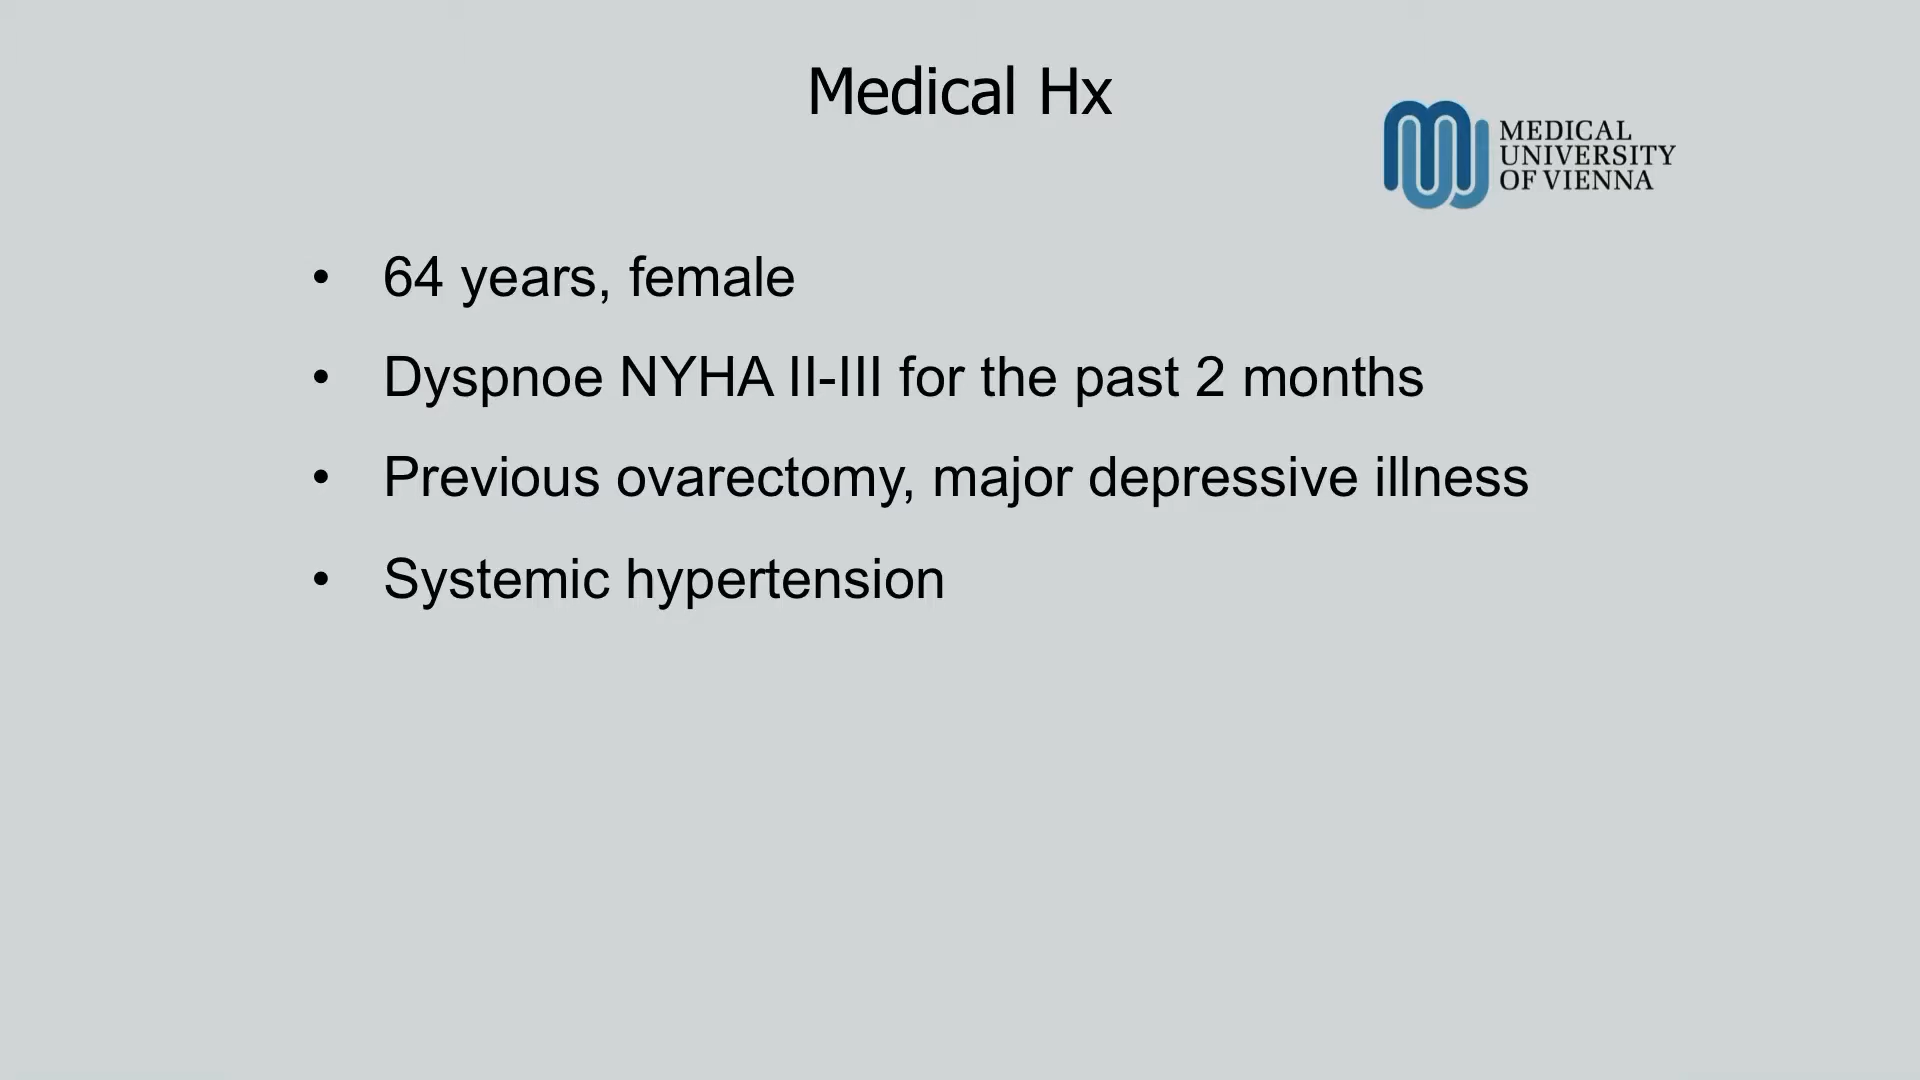 Medical Hx
MEDICAL
UNIVERSITY
OF VIENNA
• 64 years, female
• Dyspnoe NYHA II-III for the past 2 months
• Previous ovarectomy, major depressive illness
• Systemic hypertension